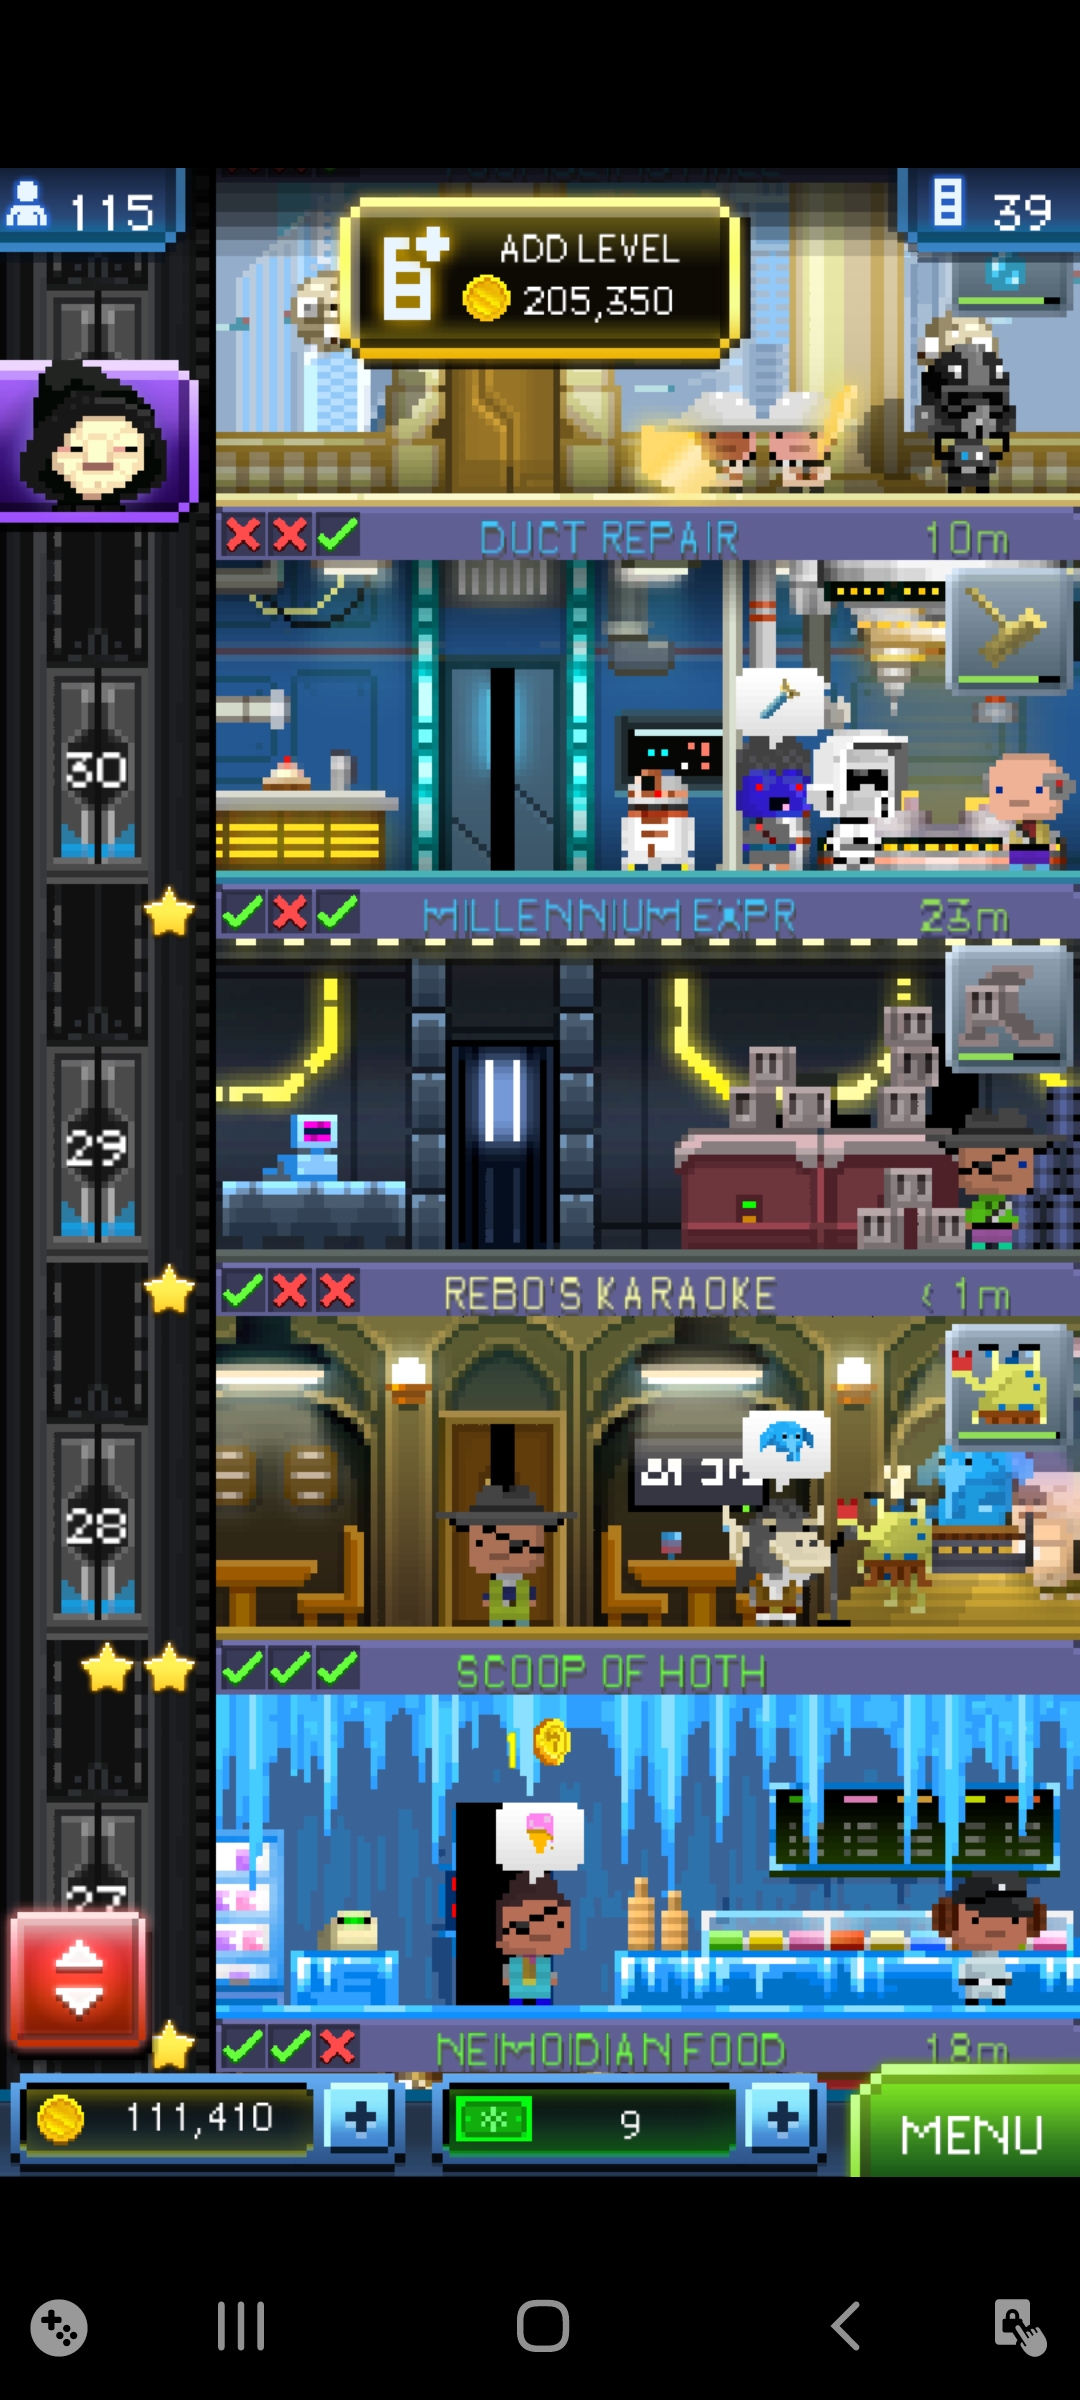 115
ADD LEVEL
205,350
39
DUCT REPAIR
10m
30
MILLENNIUM EXPR
23m
29
REBO'S KARAOKE
< 1m
28
SCOOP OF HOTH
1
27
NEIMOIDIAN FOOD
18m
111,410
9
MENU